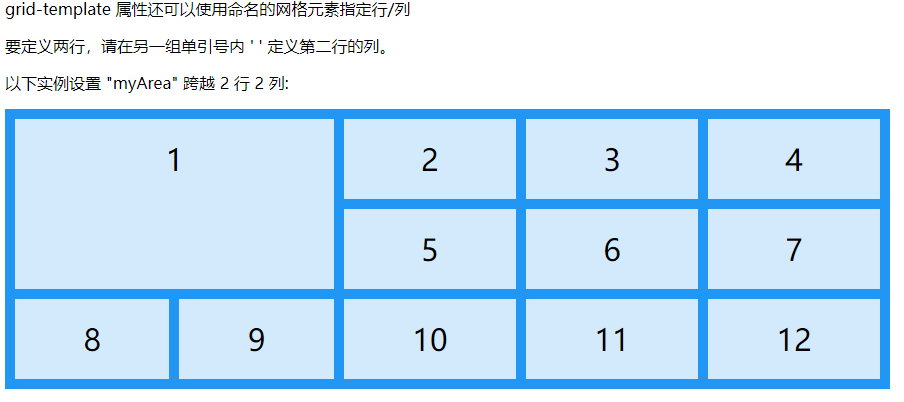 grid-template 属性还可以使用命名的网格元素指定行/列
要定义两行，请在另一组单引号内 ' ' 定义第二行的列。
以下实例设置 "myArea" 跨越 2 行 2 列:
1 2 3 4
5 6 7
8 9 10 11 12